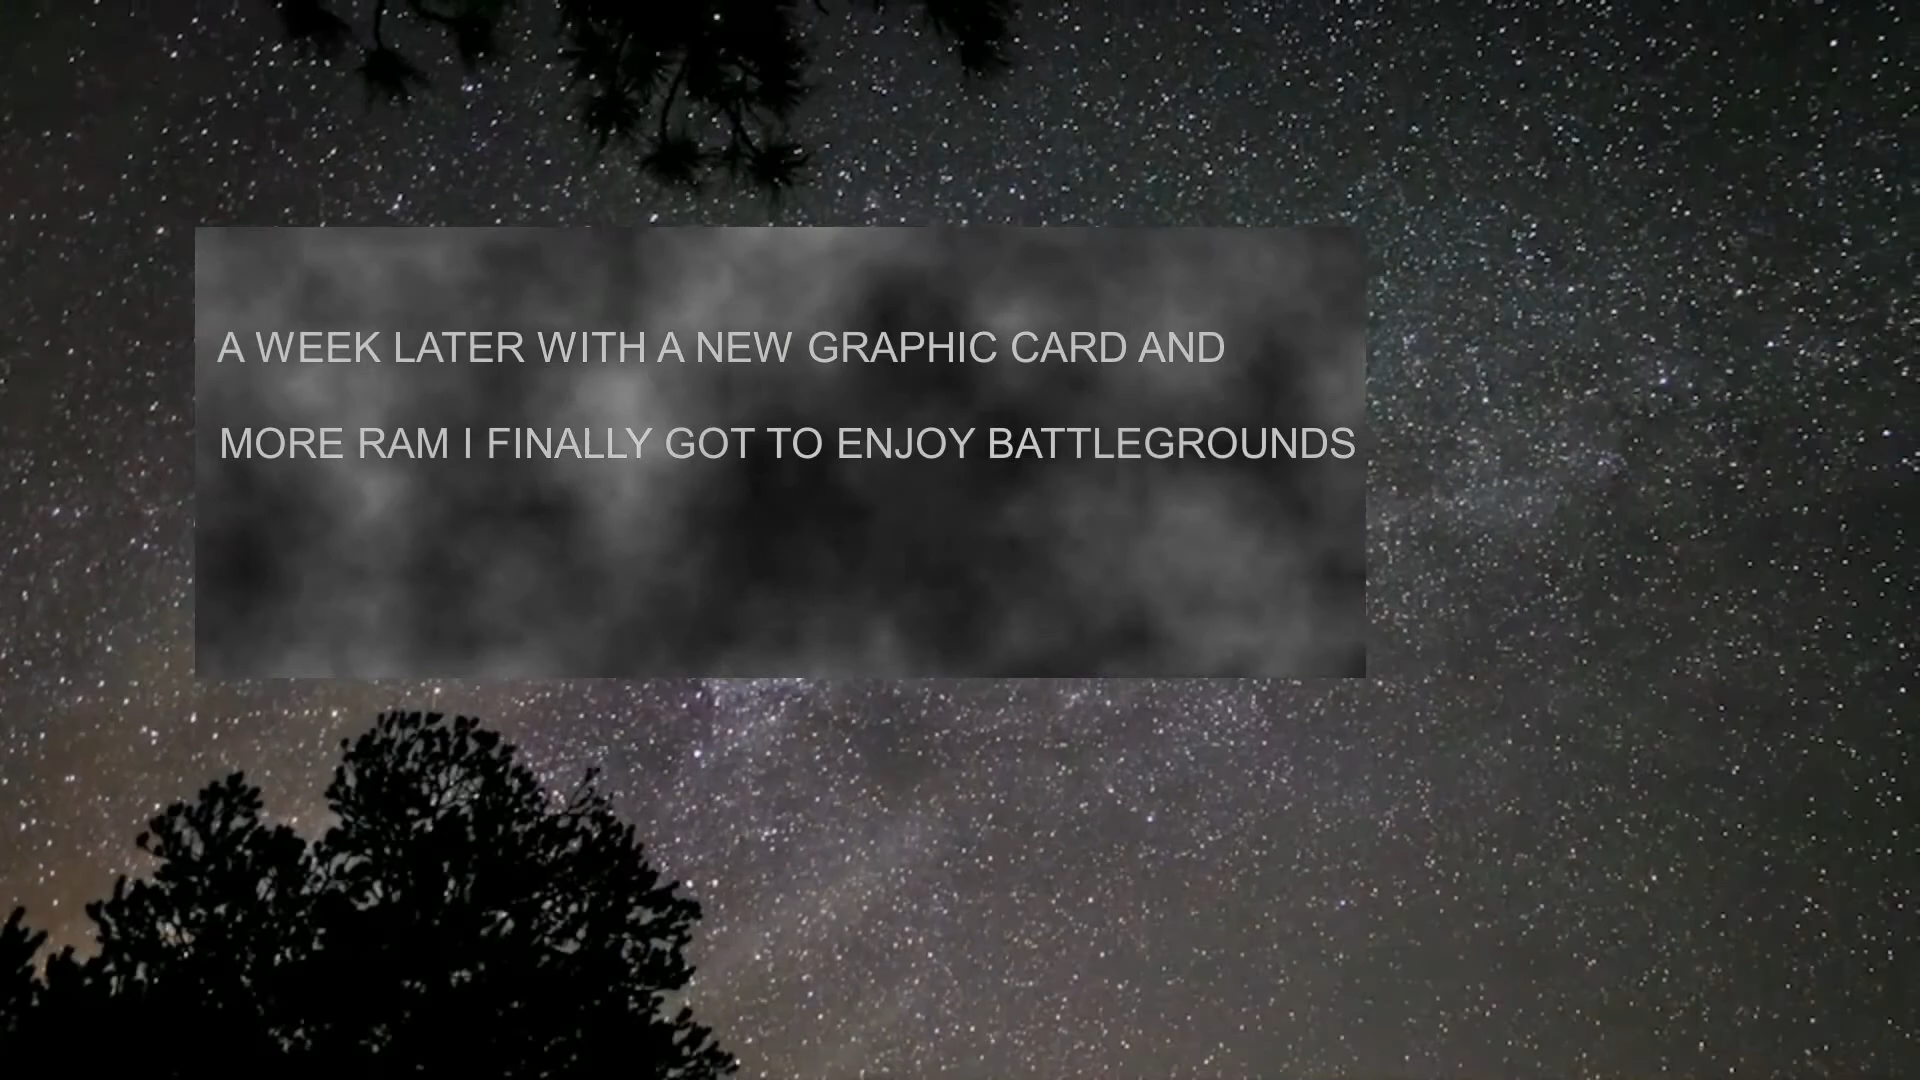 A WEEK LATER WITH A NEW GRAPHIC CARD AND
MORE RAM I FINALLY GOT TO ENJOY BATTLEGROUNDS